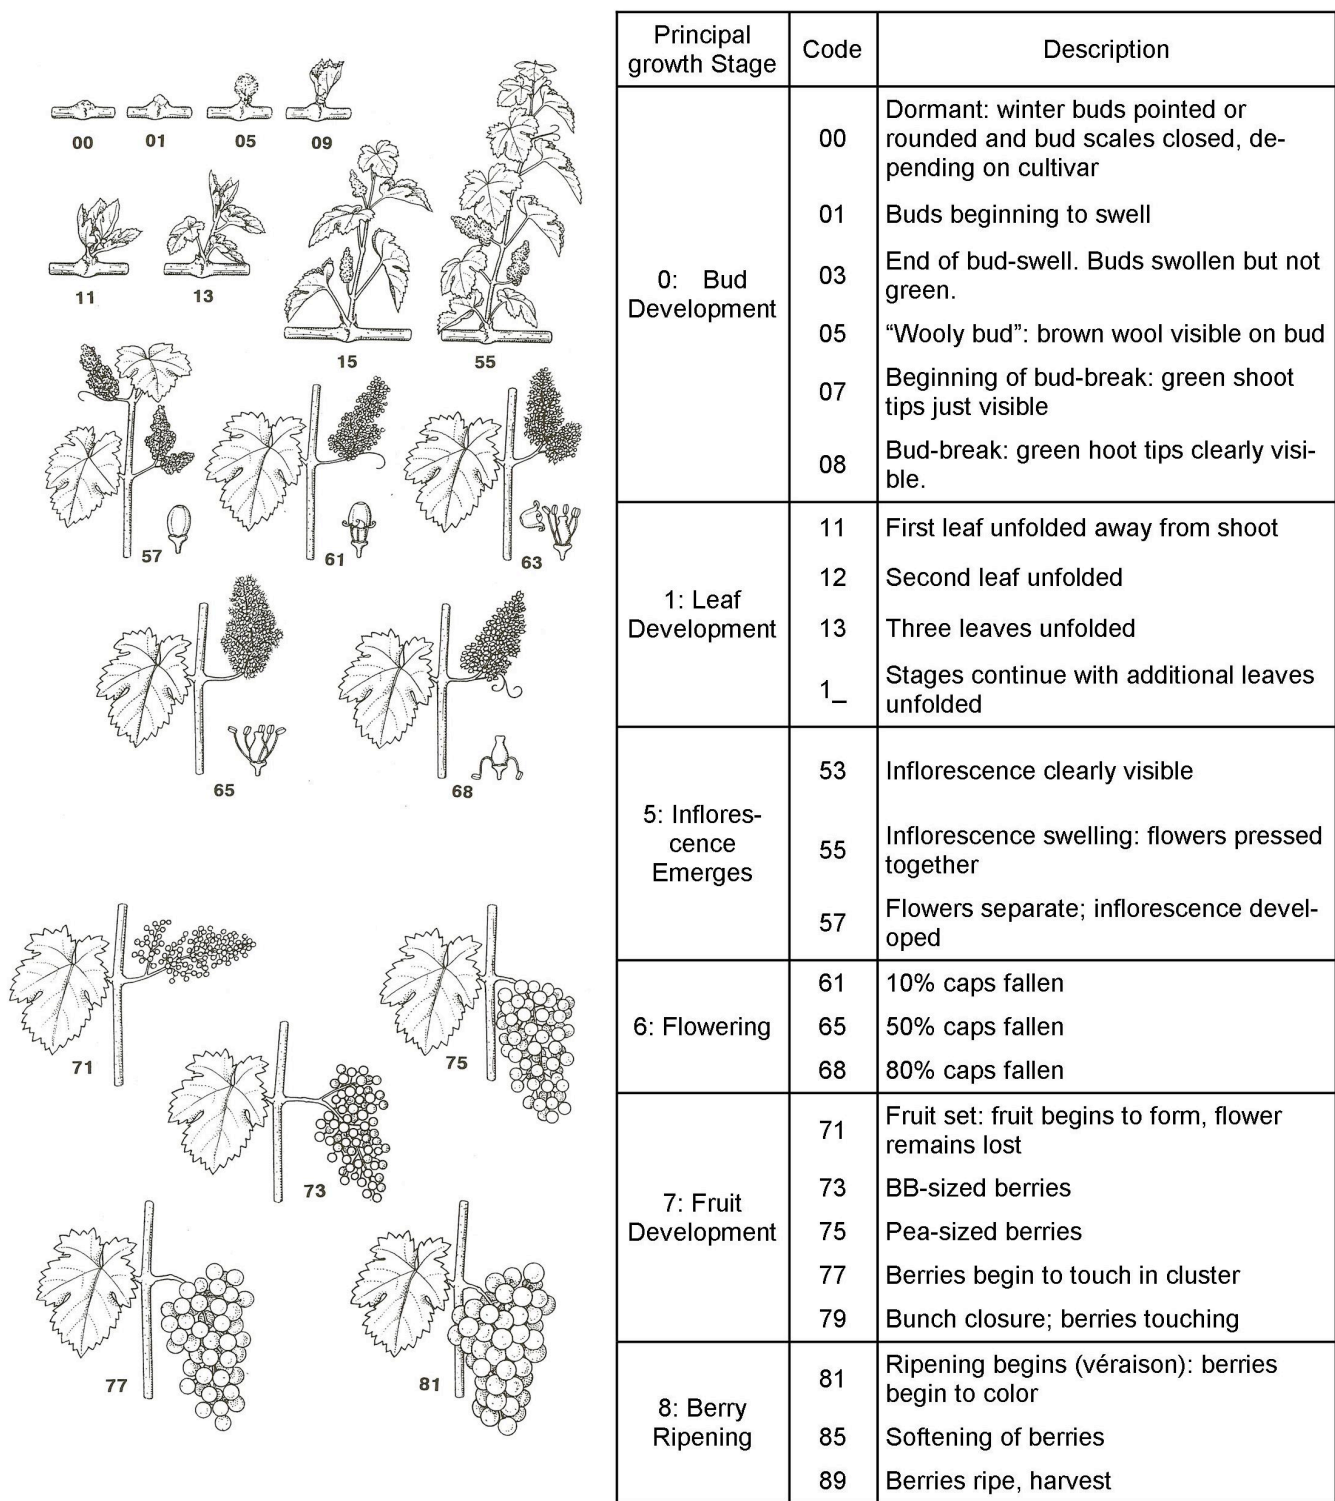 00
01
05
09
11
13
15
55
57
61
63
65
68
71
75
73
77
81
Principal
growth Stage
Code
Description
0: Bud
Development
00
Dormant: winter buds pointed or
rounded and bud scales closed, de-
pending on cultivar
01
Buds beginning to swell
03
End of bud-swell. Buds swollen but not
green.
05
“Wooly bud”: brown wool visible on bud
07
Beginning of bud-break: green shoot
tips just visible
08
Bud-break: green hoot tips clearly visi-
ble.
1: Leaf
Development
11
First leaf unfolded away from shoot
12
Second leaf unfolded
13
Three leaves unfolded
1_
Stages continue with additional leaves
unfolded
5: Inflores-
cence
Emerges
53
Inflorescence clearly visible
55
Inflorescence swelling: flowers pressed
together
57
Flowers separate; inflorescence devel-
oped
6: Flowering
61
10% caps fallen
65
50% caps fallen
68
80% caps fallen
7: Fruit
Development
71
Fruit set: fruit begins to form, flower
remains lost
73
BB-sized berries
75
Pea-sized berries
77
Berries begin to touch in cluster
79
Bunch closure; berries touching
8: Berry
Ripening
81
Ripening begins (véraison): berries
begin to color
85
Softening of berries
89
Berries ripe, harvest